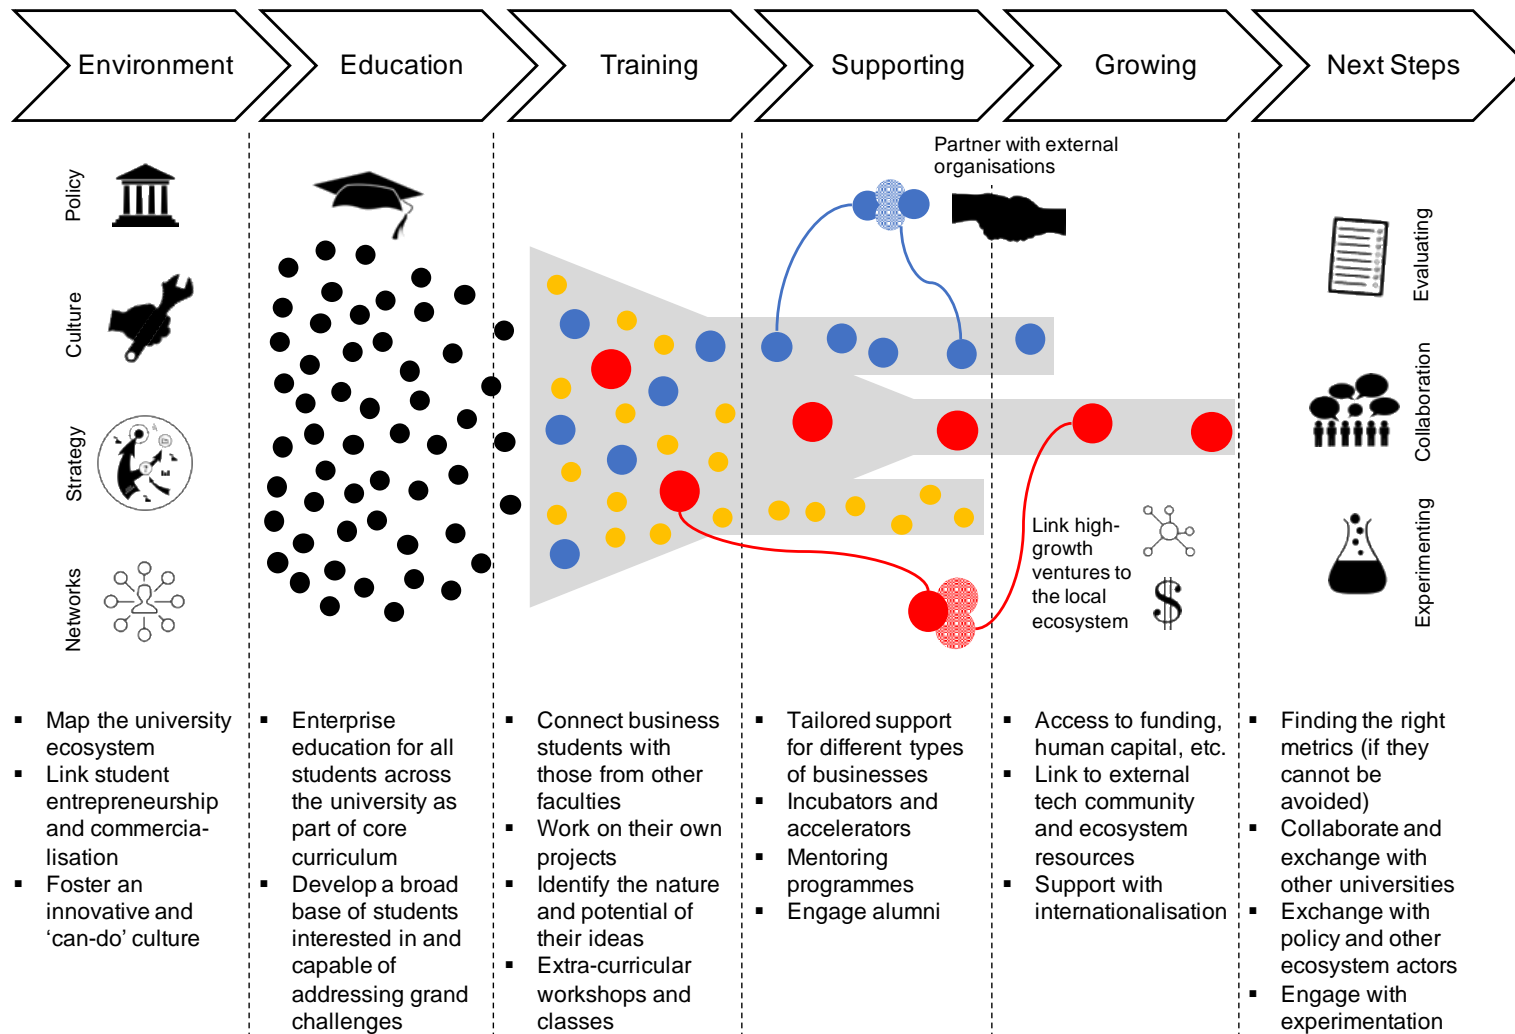 Environment
Education
Training
Supporting
Growing
Next Steps
Policy
Culture
Strategy
Networks
Partner with external
organisations
Link high-
growth
ventures to
the local
ecosystem
$
Evaluating
Collaboration
Experimenting
▪ Map the university
ecosystem
▪ Link student
entrepreneurship
and commercia-
lisation
▪ Foster an
innovative and
‘can-do’ culture
▪ Enterprise
education for all
students across
the university as
part of core
curriculum
▪ Develop a broad
base of students
interested in and
capable of
addressing grand
challenges
▪ Connect business
students with
those from other
faculties
▪ Work on their own
projects
▪ Identify the nature
and potential of
their ideas
▪ Extra-curricular
workshops and
classes
▪ Tailored support
for different types
of businesses
▪ Incubators and
accelerators
▪ Mentoring
programmes
▪ Engage alumni
▪ Access to funding,
human capital, etc.
▪ Link to external
tech community
and ecosystem
resources
▪ Support with
internationalisation
▪ Finding the right
metrics (if they
cannot be
avoided)
▪ Collaborate and
exchange with
other universities
▪ Exchange with
policy and other
ecosystem actors
▪ Engage with
experimentation